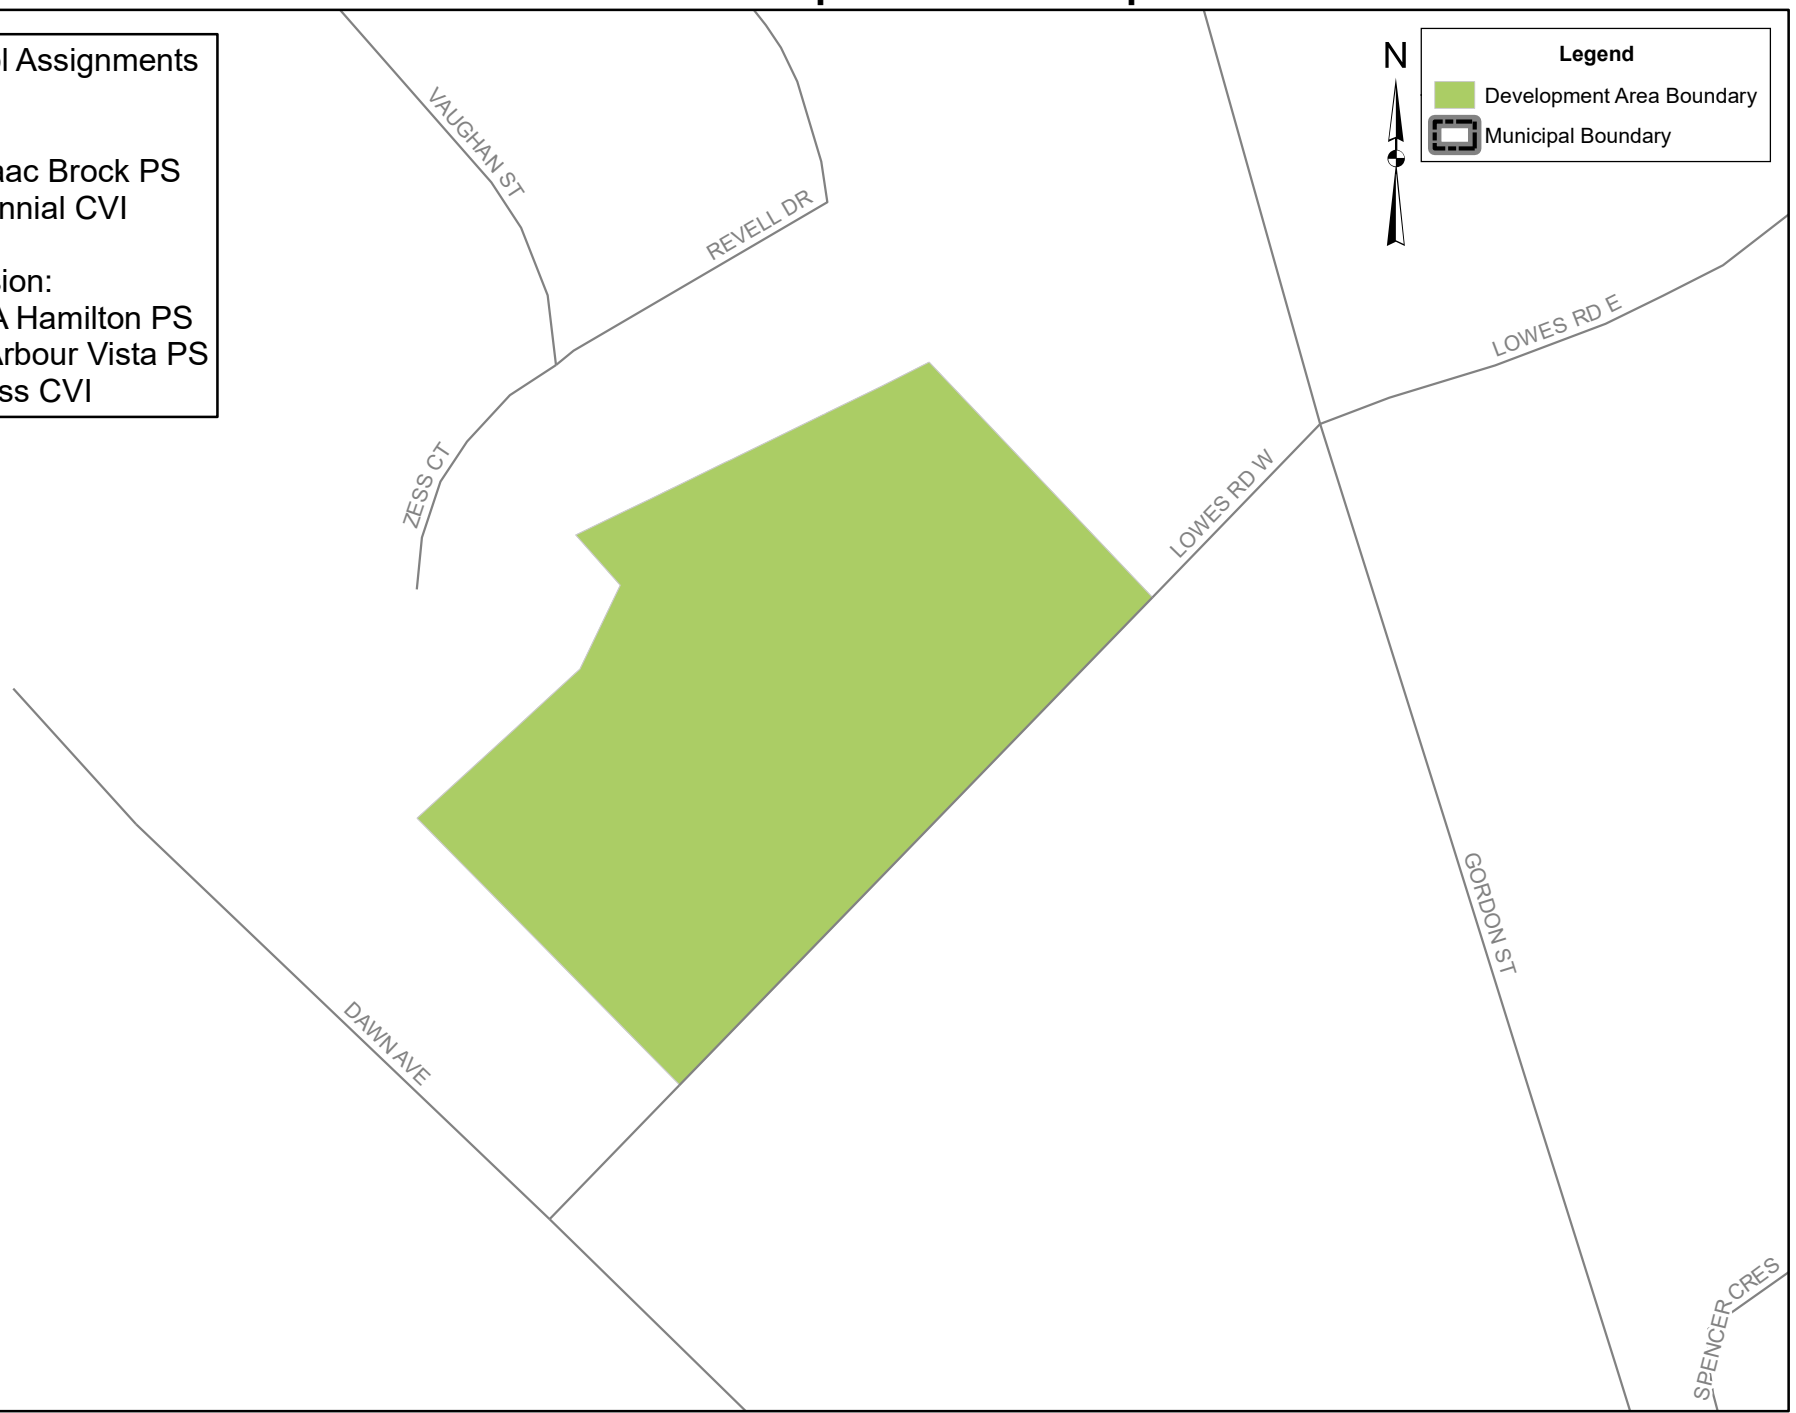 l Assignments
aac Brock PS
nnial CVI
ion:
A Hamilton PS
Arbour Vista PS
ss CVI
VAUGHAN ST
REVELL DR
ZESS CT
N
Legend
Development Area Boundary
Municipal Boundary
LOWES RD E
LOWES RD W
GORDON ST
DAWN AVE
SPENCER CRES